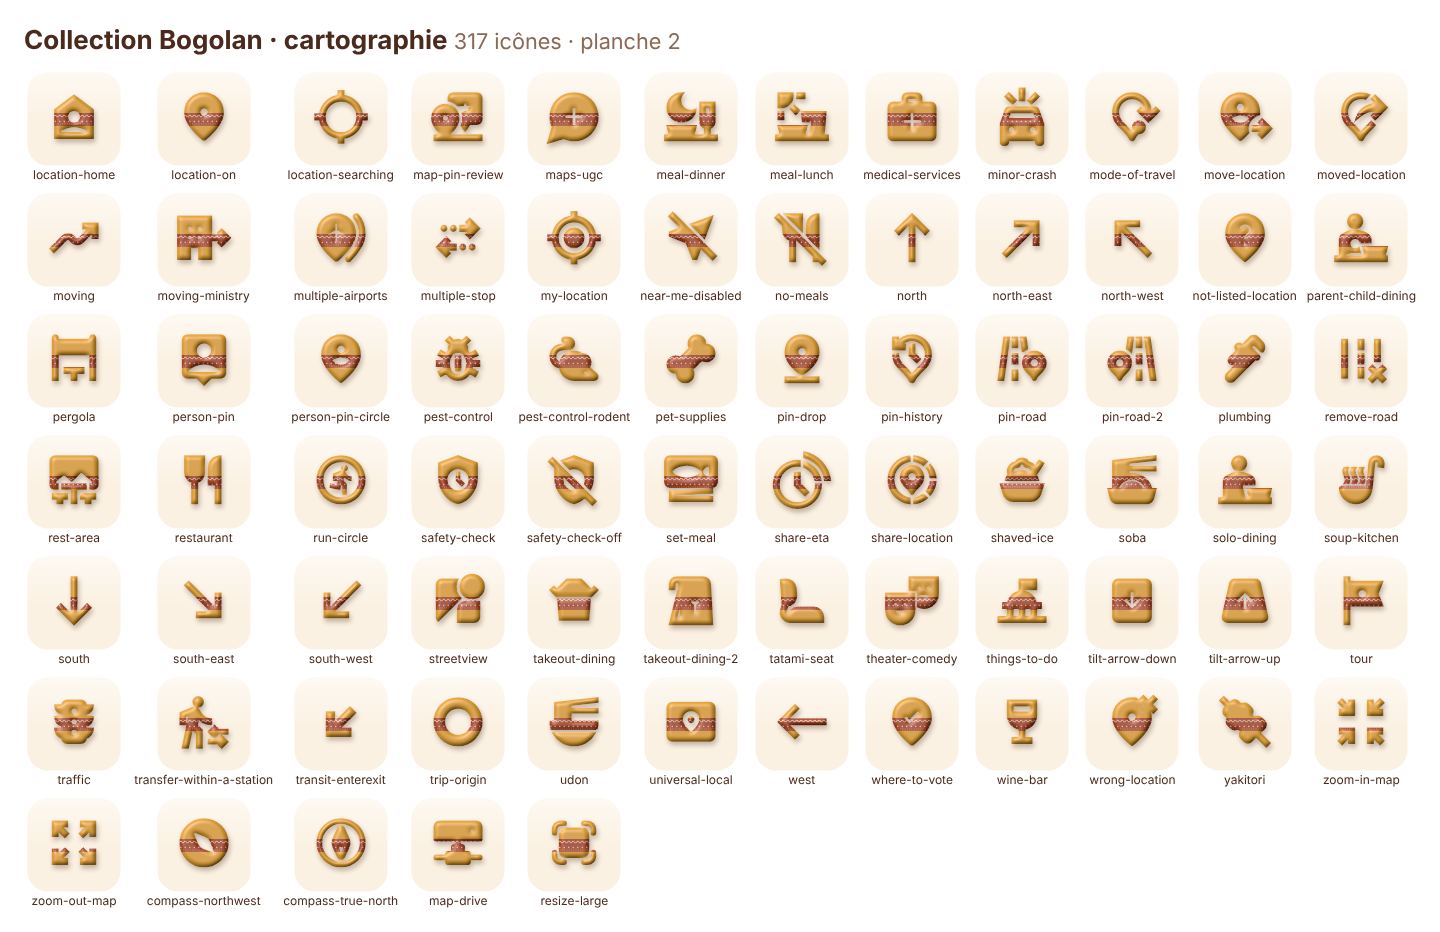 Collection Bogolan · cartographie 317 icônes · planche 2
location-home location-on location-searching map-pin-review maps-ugc meal-dinner meal-lunch medical-services minor-crash mode-of-travel move-location moved-location
moving moving-ministry multiple-airports multiple-stop my-location near-me-disabled no-meals north north-east north-west not-listed-location parent-child-dining
pergola person-pin person-pin-circle pest-control pest-control-rodent pet-supplies pin-drop pin-history pin-road pin-road-2 plumbing remove-road
rest-area restaurant run-circle safety-check safety-check-off set-meal share-eta share-location shaved-ice soba solo-dining soup-kitchen
south south-east south-west streetview takeout-dining takeout-dining-2 tatami-seat theater-comedy things-to-do tilt-arrow-down tilt-arrow-up tour
traffic transfer-within-a-station transit-enterexit trip-origin udon universal-local west where-to-vote wine-bar wrong-location yakitori zoom-in-map
zoom-out-map compass-northwest compass-true-north map-drive resize-large